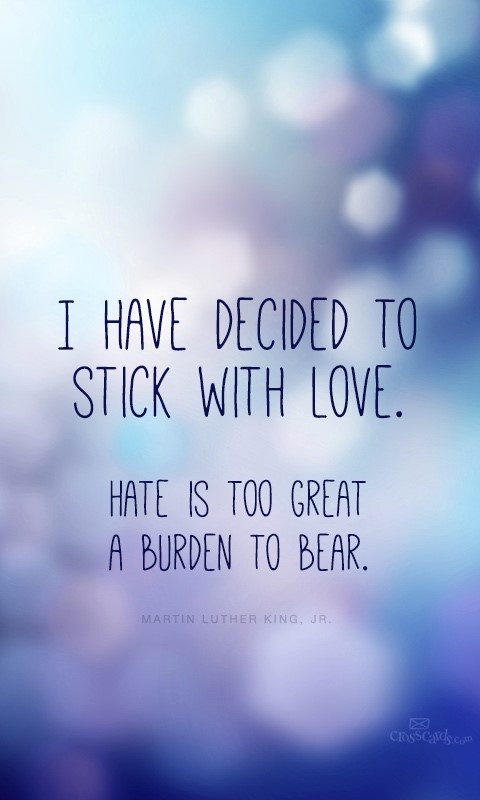 I HAVE DECIDED TO
STICK WITH LOVE.
HATE IS TOO GREAT
A BURDEN TO BEAR.
MARTIN LUTHER KING, JR.
crosscards.com